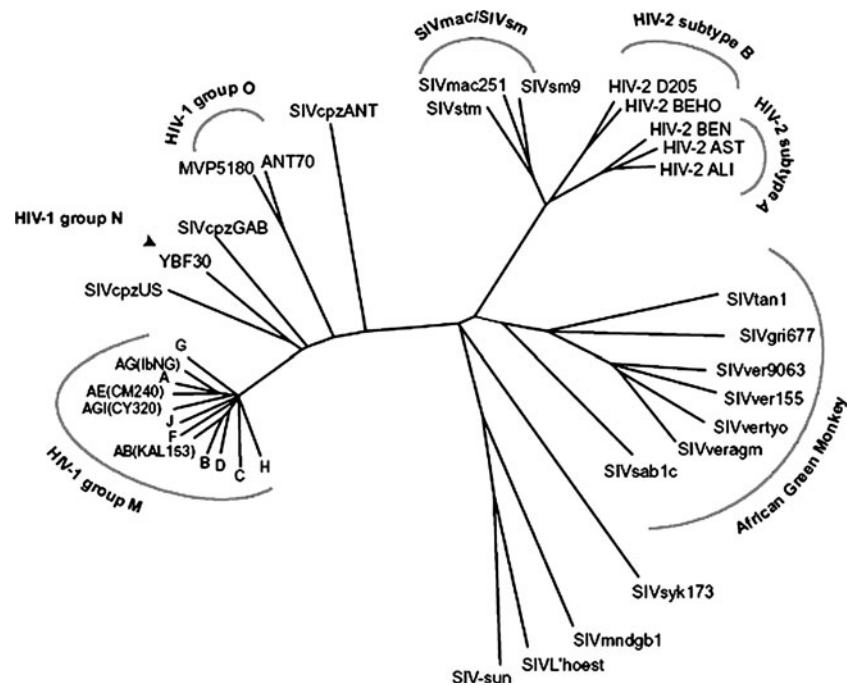 SIVmac/SIVsm
HIV-2 subtype B
SIVmac251
SIVsm9
SIVstm
HIV-2 D205
HIV-2 BEHO
HIV-2 BEN
HIV-2 AST
HIV-2 ALI
HIV-2 subtype A
HIV-1 group O
SIVcpzANT
MVP5180
ANT70
HIV-1 group N
SIVcpzGAB
YBF30
SIVcpzUS
G
AG(IbNG)
A
AE(CM240)
AGI(CY320)
J
F
AB(KAL153)
B
D
C
H
HIV-1 group M
SIVtan1
SIVgri677
SIVver9063
SIVver155
SIVvertyo
SIVveragm
SIVsab1c
African Green Monkey
SIVsyk173
SIVmndgb1
SIVL'hoest
SIV-sun